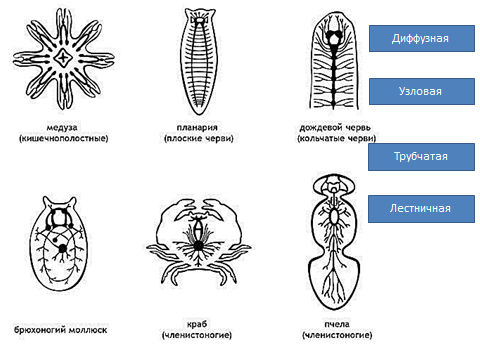 медуза
(кишечнополостные)
планария
(плоские черви)
дождевой червь
(кольчатые черви)
Диффузная
Узловая
Трубчатая
Лестничная
брюхоногий моллюск
краб
(членистоногие)
пчела
(членистоногие)